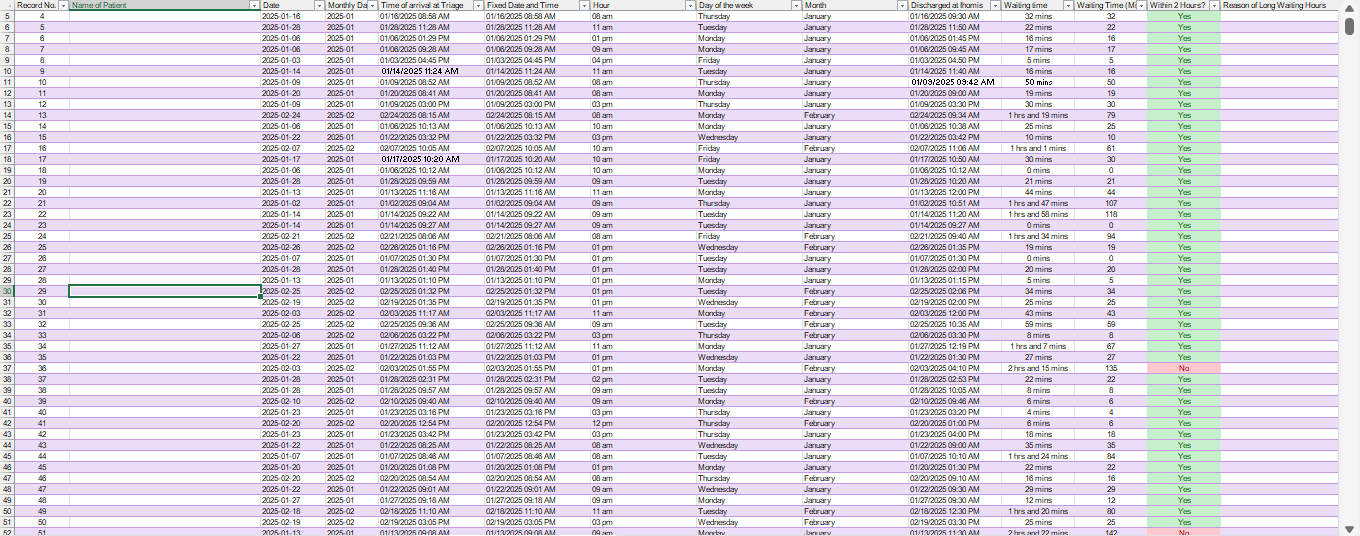 Record No. Name of Patient Date Monthly Da Time of arrival at Triage Fixed Date and Time Hour Day of the week Month Discharged at Ihomis Waiting time Waiting Time (Mi Within 2 Hours? Reason of Long Waiting Hours
5 4 2025-01-16 2025-01 01/16/2025 08:58 AM 01/16/2025 08:58 AM 08 am Thursday January 01/16/2025 09:30 AM 32 mins 32 Yes
6 5 2025-01-28 2025-01 01/28/2025 11:28 AM 01/28/2025 11:28 AM 11 am Tuesday January 01/28/2025 11:50 AM 22 mins 22 Yes
7 6 2025-01-06 2025-01 01/06/2025 01:29 PM 01/06/2025 01:29 PM 01 pm Monday January 01/06/2025 01:45 PM 16 mins 16 Yes
8 7 2025-01-06 2025-01 01/06/2025 09:28 AM 01/06/2025 09:28 AM 09 am Monday January 01/06/2025 09:45 AM 17 mins 17 Yes
9 8 2025-01-03 2025-01 01/03/2025 04:45 PM 01/03/2025 04:45 PM 04 pm Friday January 01/03/2025 04:50 PM 5 mins 5 Yes
10 9 2025-01-14 2025-01 01/14/2025 11:24 AM 01/14/2025 11:24 AM 11 am Tuesday January 01/14/2025 11:40 AM 16 mins 16 Yes
11 10 2025-01-09 2025-01 01/09/2025 08:52 AM 01/09/2025 08:52 AM 08 am Thursday January 01/09/2025 09:42 AM 50 mins 50 Yes
12 11 2025-01-20 2025-01 01/20/2025 08:41 AM 01/20/2025 08:41 AM 08 am Monday January 01/20/2025 09:00 AM 19 mins 19 Yes
13 12 2025-01-09 2025-01 01/09/2025 03:00 PM 01/09/2025 03:00 PM 03 pm Thursday January 01/09/2025 03:30 PM 30 mins 30 Yes
14 13 2025-02-24 2025-02 02/24/2025 08:15 AM 02/24/2025 08:15 AM 08 am Monday February 02/24/2025 09:34 AM 1 hrs and 19 mins 79 Yes
15 14 2025-01-06 2025-01 01/06/2025 10:13 AM 01/06/2025 10:13 AM 10 am Monday January 01/06/2025 10:38 AM 25 mins 25 Yes
16 15 2025-01-22 2025-01 01/22/2025 03:32 PM 01/22/2025 03:32 PM 03 pm Wednesday January 01/22/2025 03:42 PM 10 mins 10 Yes
17 16 2025-02-07 2025-02 02/07/2025 10:05 AM 02/07/2025 10:05 AM 10 am Friday February 02/07/2025 11:06 AM 1 hrs and 1 mins 61 Yes
18 17 2025-01-17 2025-01 01/17/2025 10:20 AM 01/17/2025 10:20 AM 10 am Friday January 01/17/2025 10:50 AM 30 mins 30 Yes
19 18 2025-01-06 2025-01 01/06/2025 10:12 AM 01/06/2025 10:12 AM 10 am Monday January 01/06/2025 10:12 AM 0 mins 0 Yes
20 19 2025-01-28 2025-01 01/28/2025 09:59 AM 01/28/2025 09:59 AM 09 am Tuesday January 01/28/2025 10:20 AM 21 mins 21 Yes
21 20 2025-01-13 2025-01 01/13/2025 11:16 AM 01/13/2025 11:16 AM 11 am Monday January 01/13/2025 12:00 PM 44 mins 44 Yes
22 21 2025-01-02 2025-01 01/02/2025 09:04 AM 01/02/2025 09:04 AM 09 am Thursday January 01/02/2025 10:51 AM 1 hrs and 47 mins 107 Yes
23 22 2025-01-14 2025-01 01/14/2025 09:22 AM 01/14/2025 09:22 AM 09 am Tuesday January 01/14/2025 11:20 AM 1 hrs and 58 mins 118 Yes
24 23 2025-01-14 2025-01 01/14/2025 09:27 AM 01/14/2025 09:27 AM 09 am Tuesday January 01/14/2025 09:27 AM 0 mins 0 Yes
25 24 2025-02-21 2025-02 02/21/2025 08:06 AM 02/21/2025 08:06 AM 08 am Friday February 02/21/2025 09:40 AM 1 hrs and 34 mins 94 Yes
26 25 2025-02-26 2025-02 02/26/2025 01:16 PM 02/26/2025 01:16 PM 01 pm Wednesday February 02/26/2025 01:35 PM 19 mins 19 Yes
27 26 2025-01-07 2025-01 01/07/2025 01:30 PM 01/07/2025 01:30 PM 01 pm Tuesday January 01/07/2025 01:30 PM 0 mins 0 Yes
28 27 2025-01-28 2025-01 01/28/2025 01:40 PM 01/28/2025 01:40 PM 01 pm Tuesday January 01/28/2025 02:00 PM 20 mins 20 Yes
29 28 2025-01-13 2025-01 01/13/2025 01:10 PM 01/13/2025 01:10 PM 01 pm Monday January 01/13/2025 01:15 PM 5 mins 5 Yes
30 29 2025-02-25 2025-02 02/25/2025 01:32 PM 02/25/2025 01:32 PM 01 pm Tuesday February 02/25/2025 02:06 PM 34 mins 34 Yes
31 30 2025-02-19 2025-02 02/19/2025 01:35 PM 02/19/2025 01:35 PM 01 pm Wednesday February 02/19/2025 02:00 PM 25 mins 25 Yes
32 31 2025-02-03 2025-02 02/03/2025 11:17 AM 02/03/2025 11:17 AM 11 am Monday February 02/03/2025 12:00 PM 43 mins 43 Yes
33 32 2025-02-25 2025-02 02/25/2025 09:36 AM 02/25/2025 09:36 AM 09 am Tuesday February 02/25/2025 10:35 AM 59 mins 59 Yes
34 33 2025-02-06 2025-02 02/06/2025 03:22 PM 02/06/2025 03:22 PM 03 pm Thursday February 02/06/2025 03:30 PM 8 mins 8 Yes
35 34 2025-01-27 2025-01 01/27/2025 11:12 AM 01/27/2025 11:12 AM 11 am Monday January 01/27/2025 12:19 PM 1 hrs and 7 mins 67 Yes
36 35 2025-01-22 2025-01 01/22/2025 01:03 PM 01/22/2025 01:03 PM 01 pm Wednesday January 01/22/2025 01:30 PM 27 mins 27 Yes
37 36 2025-02-03 2025-02 02/03/2025 01:55 PM 02/03/2025 01:55 PM 01 pm Monday February 02/03/2025 04:10 PM 2 hrs and 15 mins 135 No
38 37 2025-01-28 2025-01 01/28/2025 02:31 PM 01/28/2025 02:31 PM 02 pm Tuesday January 01/28/2025 02:53 PM 22 mins 22 Yes
39 38 2025-01-28 2025-01 01/28/2025 09:57 AM 01/28/2025 09:57 AM 09 am Tuesday January 01/28/2025 10:05 AM 8 mins 8 Yes
40 39 2025-02-10 2025-02 02/10/2025 09:40 AM 02/10/2025 09:40 AM 09 am Monday February 02/10/2025 09:46 AM 6 mins 6 Yes
41 40 2025-01-23 2025-01 01/23/2025 03:16 PM 01/23/2025 03:16 PM 03 pm Thursday January 01/23/2025 03:20 PM 4 mins 4 Yes
42 41 2025-02-20 2025-02 02/20/2025 12:54 PM 02/20/2025 12:54 PM 12 pm Thursday February 02/20/2025 01:00 PM 6 mins 6 Yes
43 42 2025-01-23 2025-01 01/23/2025 03:42 PM 01/23/2025 03:42 PM 03 pm Thursday January 01/23/2025 04:00 PM 18 mins 18 Yes
44 43 2025-01-22 2025-01 01/22/2025 08:25 AM 01/22/2025 08:25 AM 08 am Wednesday January 01/22/2025 09:00 AM 35 mins 35 Yes
45 44 2025-01-07 2025-01 01/07/2025 08:46 AM 01/07/2025 08:46 AM 08 am Tuesday January 01/07/2025 10:10 AM 1 hrs and 24 mins 84 Yes
46 45 2025-01-20 2025-01 01/20/2025 01:08 PM 01/20/2025 01:08 PM 01 pm Monday January 01/20/2025 01:30 PM 22 mins 22 Yes
47 46 2025-02-20 2025-02 02/20/2025 08:54 AM 02/20/2025 08:54 AM 08 am Thursday February 02/20/2025 09:10 AM 16 mins 16 Yes
48 47 2025-01-22 2025-01 01/22/2025 09:01 AM 01/22/2025 09:01 AM 09 am Wednesday January 01/22/2025 09:30 AM 29 mins 29 Yes
49 48 2025-01-27 2025-01 01/27/2025 09:18 AM 01/27/2025 09:18 AM 09 am Monday January 01/27/2025 09:30 AM 12 mins 12 Yes
50 49 2025-02-18 2025-02 02/18/2025 11:10 AM 02/18/2025 11:10 AM 11 am Tuesday February 02/18/2025 12:30 PM 1 hrs and 20 mins 80 Yes
51 50 2025-02-19 2025-02 02/19/2025 03:05 PM 02/19/2025 03:05 PM 03 pm Wednesday February 02/19/2025 03:30 PM 25 mins 25 Yes
52 51 2025-01-13 2025-01 01/13/2025 09:08 AM 01/13/2025 09:08 AM 09 am Monday January 01/13/2025 11:30 AM 2 hrs and 22 mins 142 No